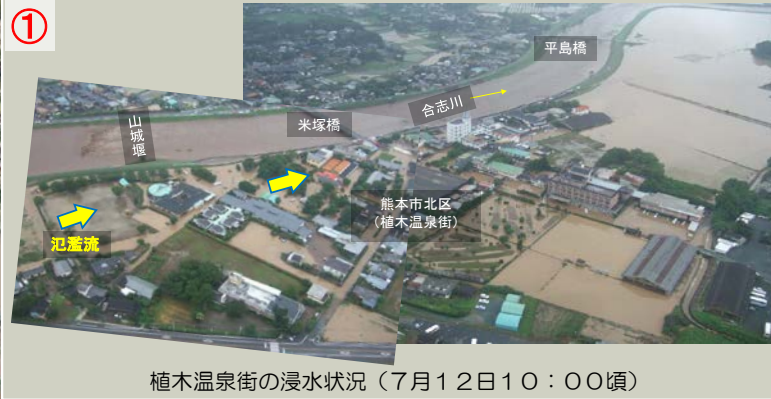 ①
平島橋
合志川
米塚橋
山城堰
熊本市北区
（植木温泉街）
氾濫流
植木温泉街の浸水状況（７月１２日１０：００頃）